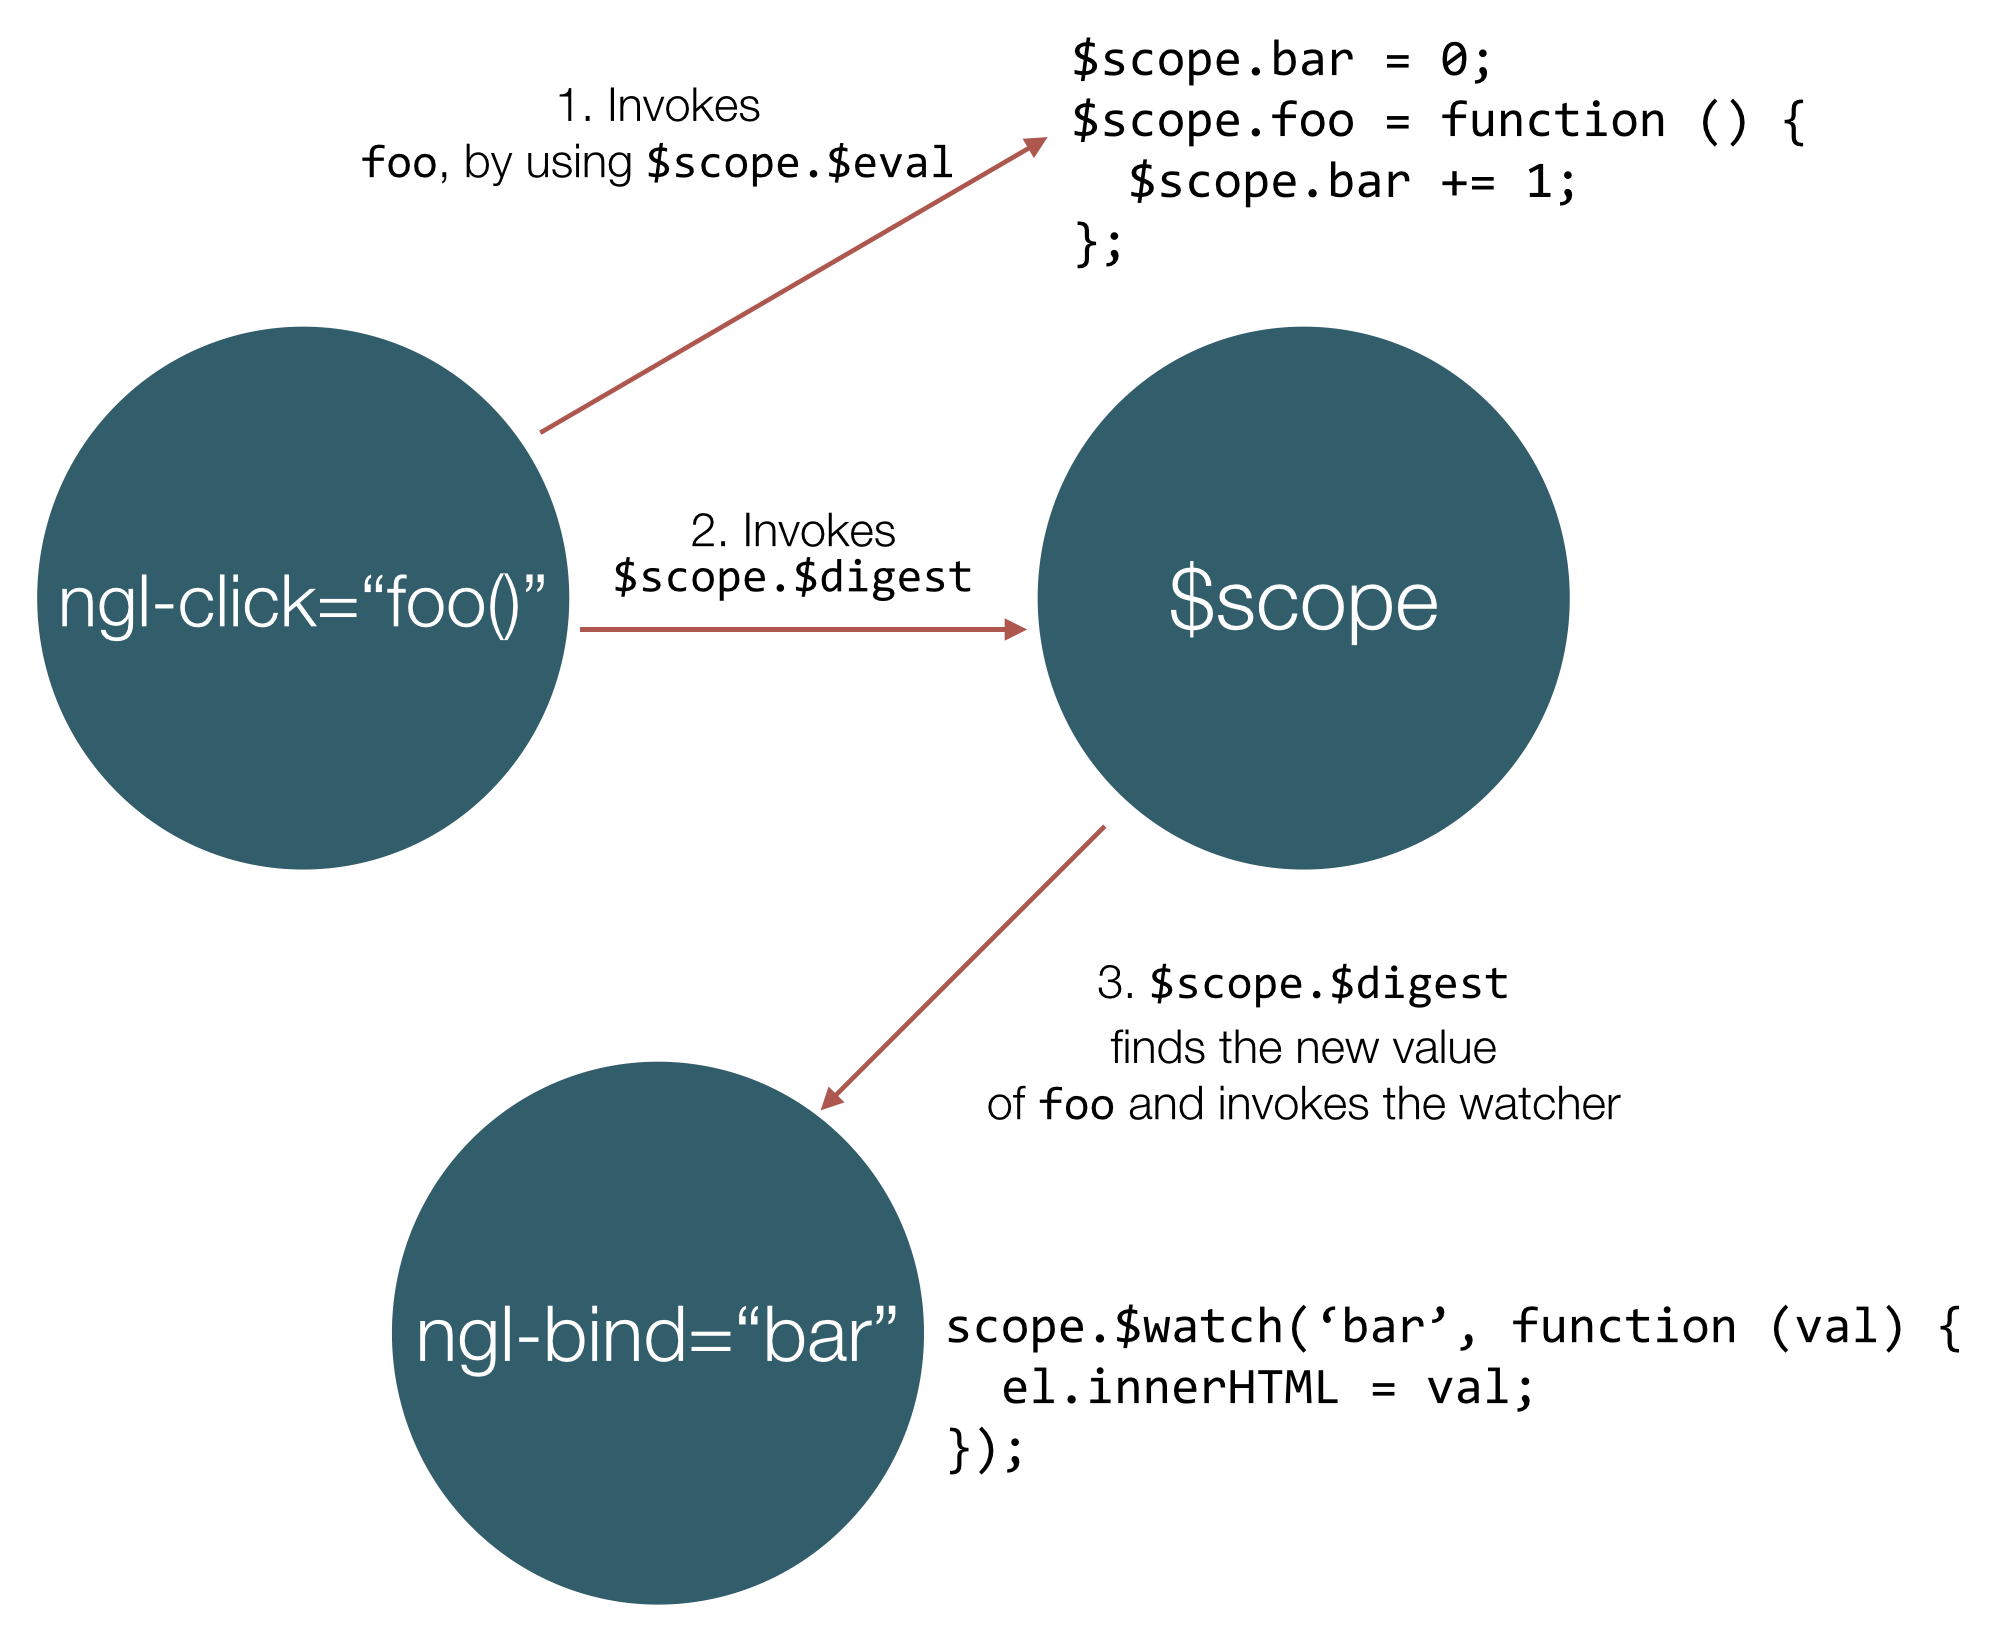 $scope.bar = 0;
$scope.foo = function () {
  $scope.bar += 1;
};
1. Invokes
foo, by using $scope.$eval
ngl-click=“foo()”
2. Invokes
$scope.$digest
$scope
3. $scope.$digest
finds the new value
of foo and invokes the watcher
ngl-bind=“bar”
scope.$watch(‘bar’, function (val) {
  el.innerHTML = val;
});